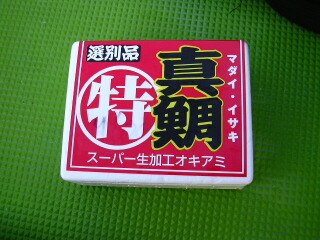 選別品
特
真鯛
マダイ・イサキ
スーパー生加工オキアミ